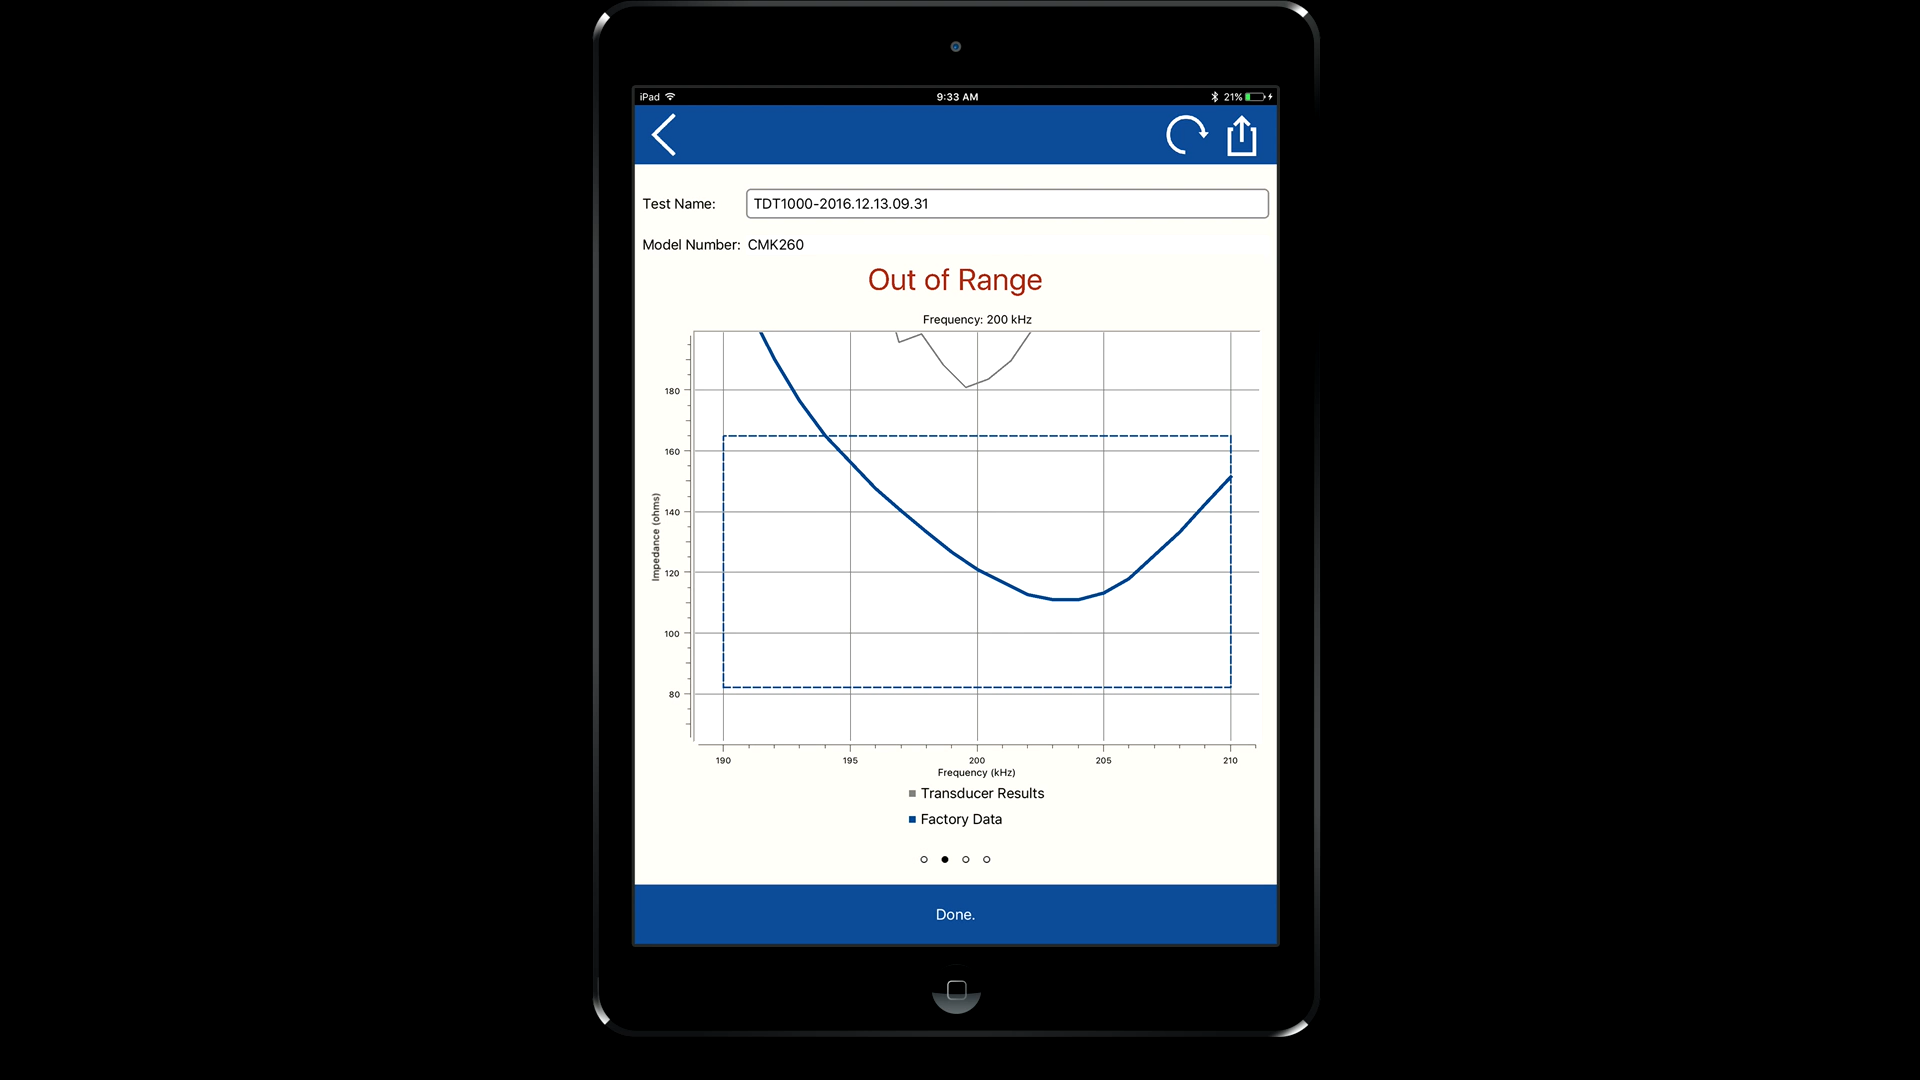 iPad 9:33 AM 21%
Test Name: TDT1000-2016.12.13.09.31
Model Number: CMK260
Out of Range
Frequency: 200 kHz
180
160
140
120
100
80
Impedance (ohms)
190 195 200 205 210
Frequency (kHz)
Transducer Results
Factory Data
Done.